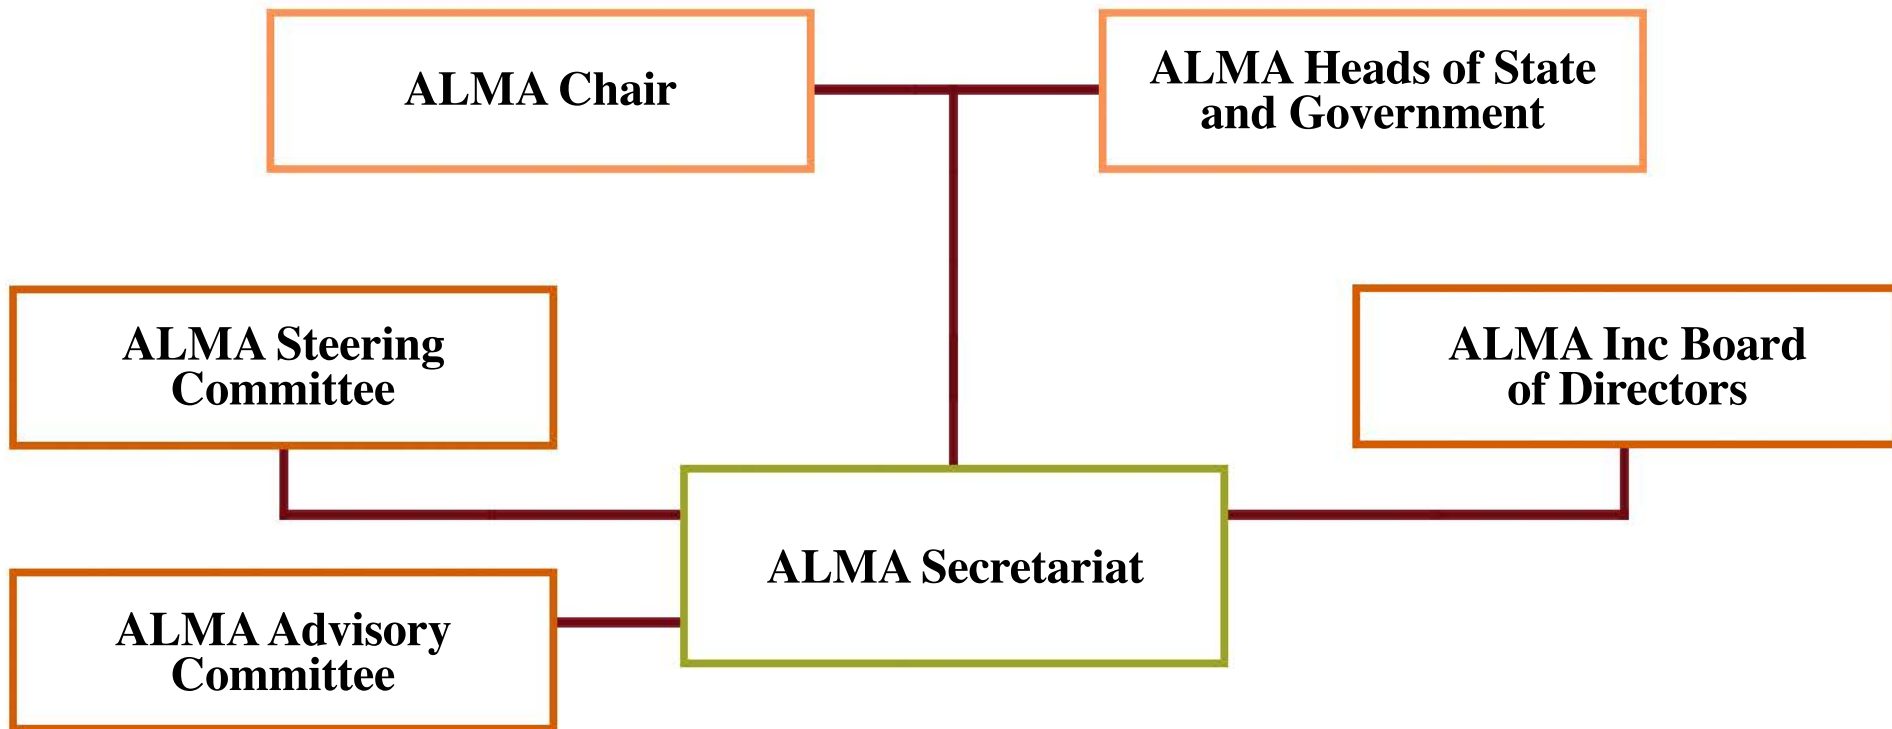 ALMA Chair
ALMA Heads of State
and Government
ALMA Steering
Committee
ALMA Inc Board
of Directors
ALMA Secretariat
ALMA Advisory
Committee